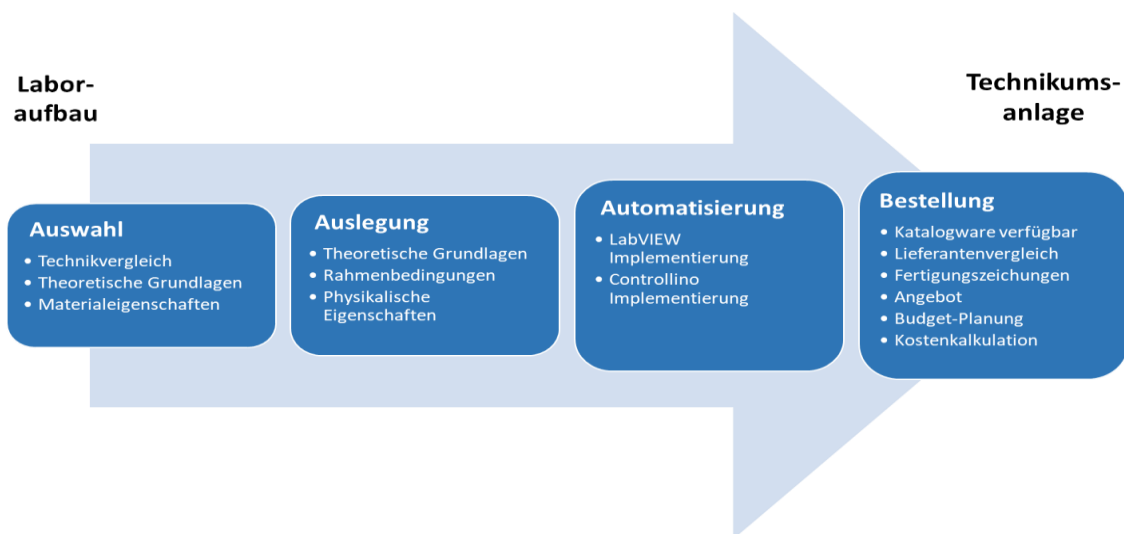 Labor-
aufbau
Technikums-
anlage
Auswahl
• Technikvergleich
• Theoretische Grundlagen
• Materialeigenschaften
Auslegung
• Theoretische Grundlagen
• Rahmenbedingungen
• Physikalische
Eigenschaften
Automatisierung
• LabVIEW
Implementierung
• Controllino
Implementierung
Bestellung
• Katalogware verfügbar
• Lieferantenvergleich
• Fertigungszeichungen
• Angebot
• Budget-Planung
• Kostenkalkulation